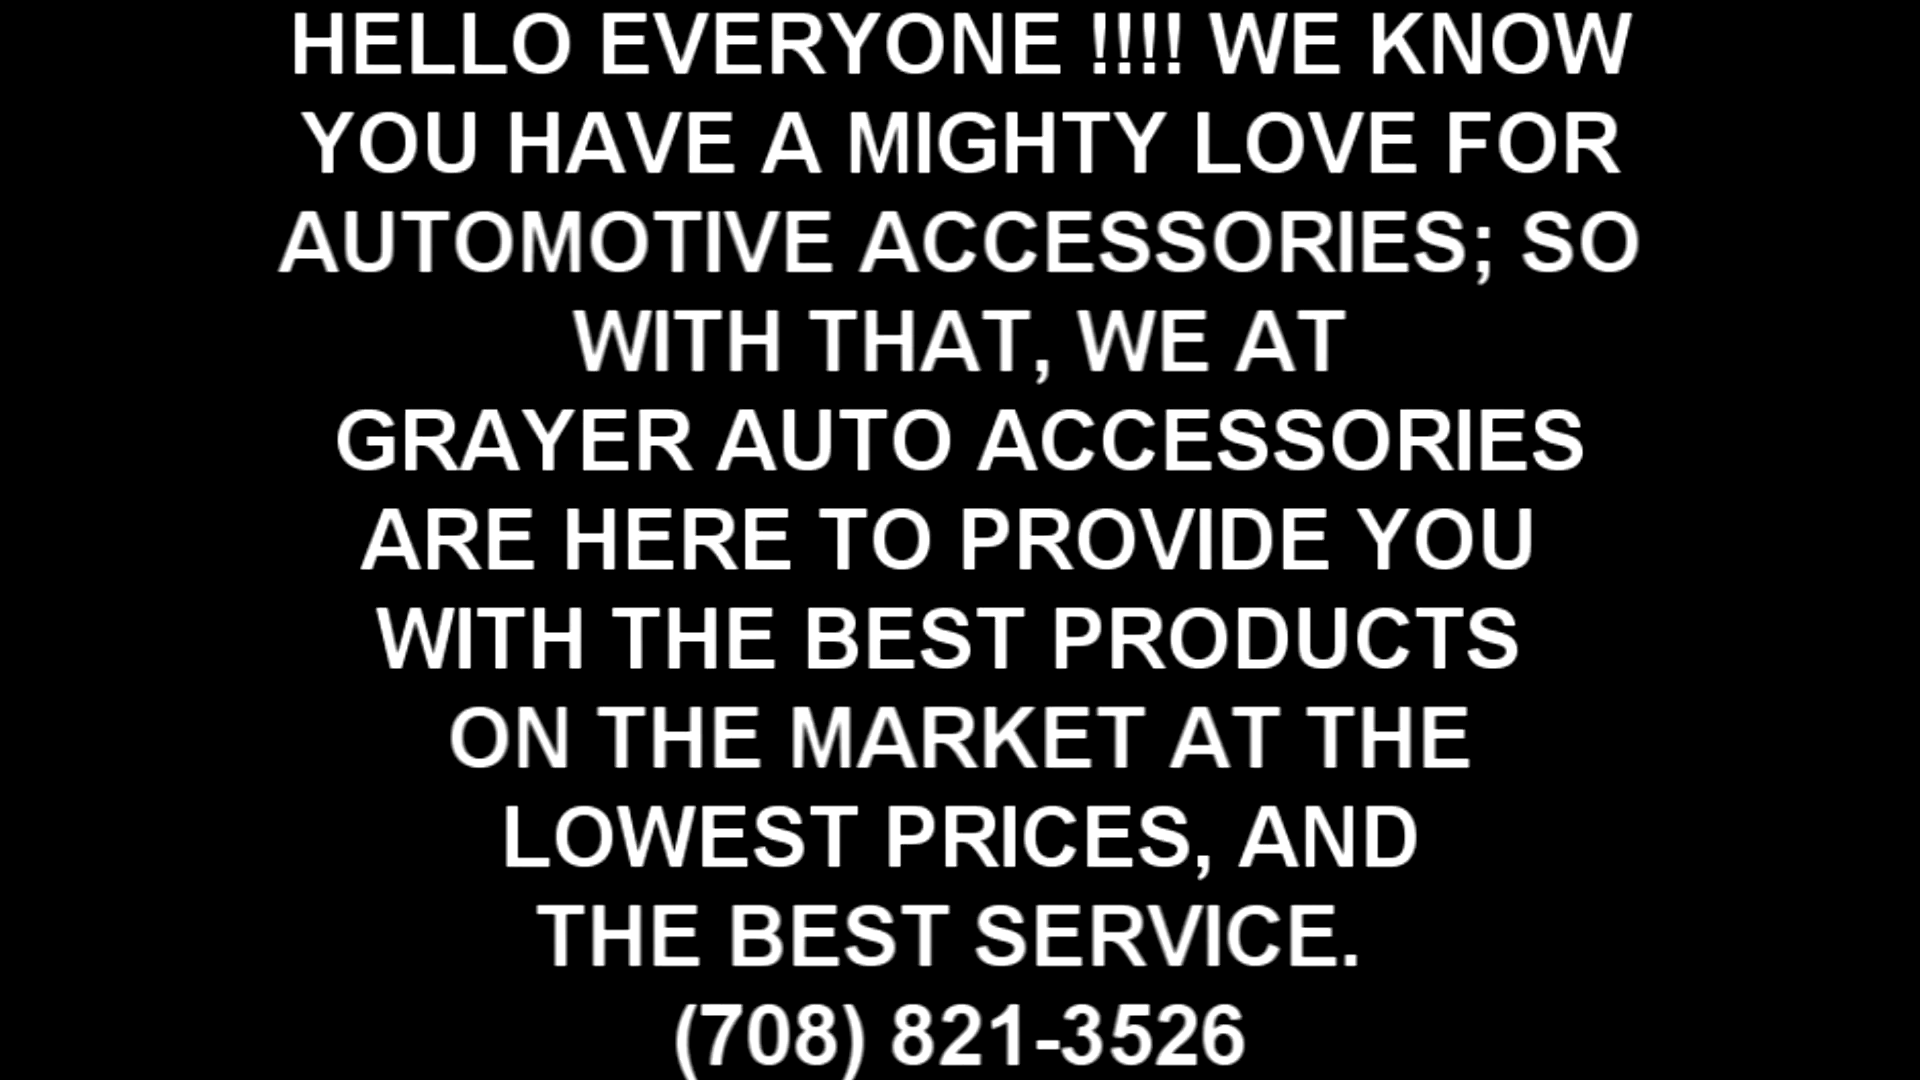 HELLO EVERYONE !!!! WE KNOW
YOU HAVE A MIGHTY LOVE FOR
AUTOMOTIVE ACCESSORIES; SO
WITH THAT, WE AT
GRAYER AUTO ACCESSORIES
ARE HERE TO PROVIDE YOU
WITH THE BEST PRODUCTS
ON THE MARKET AT THE
LOWEST PRICES, AND
THE BEST SERVICE.
(708) 821-3526